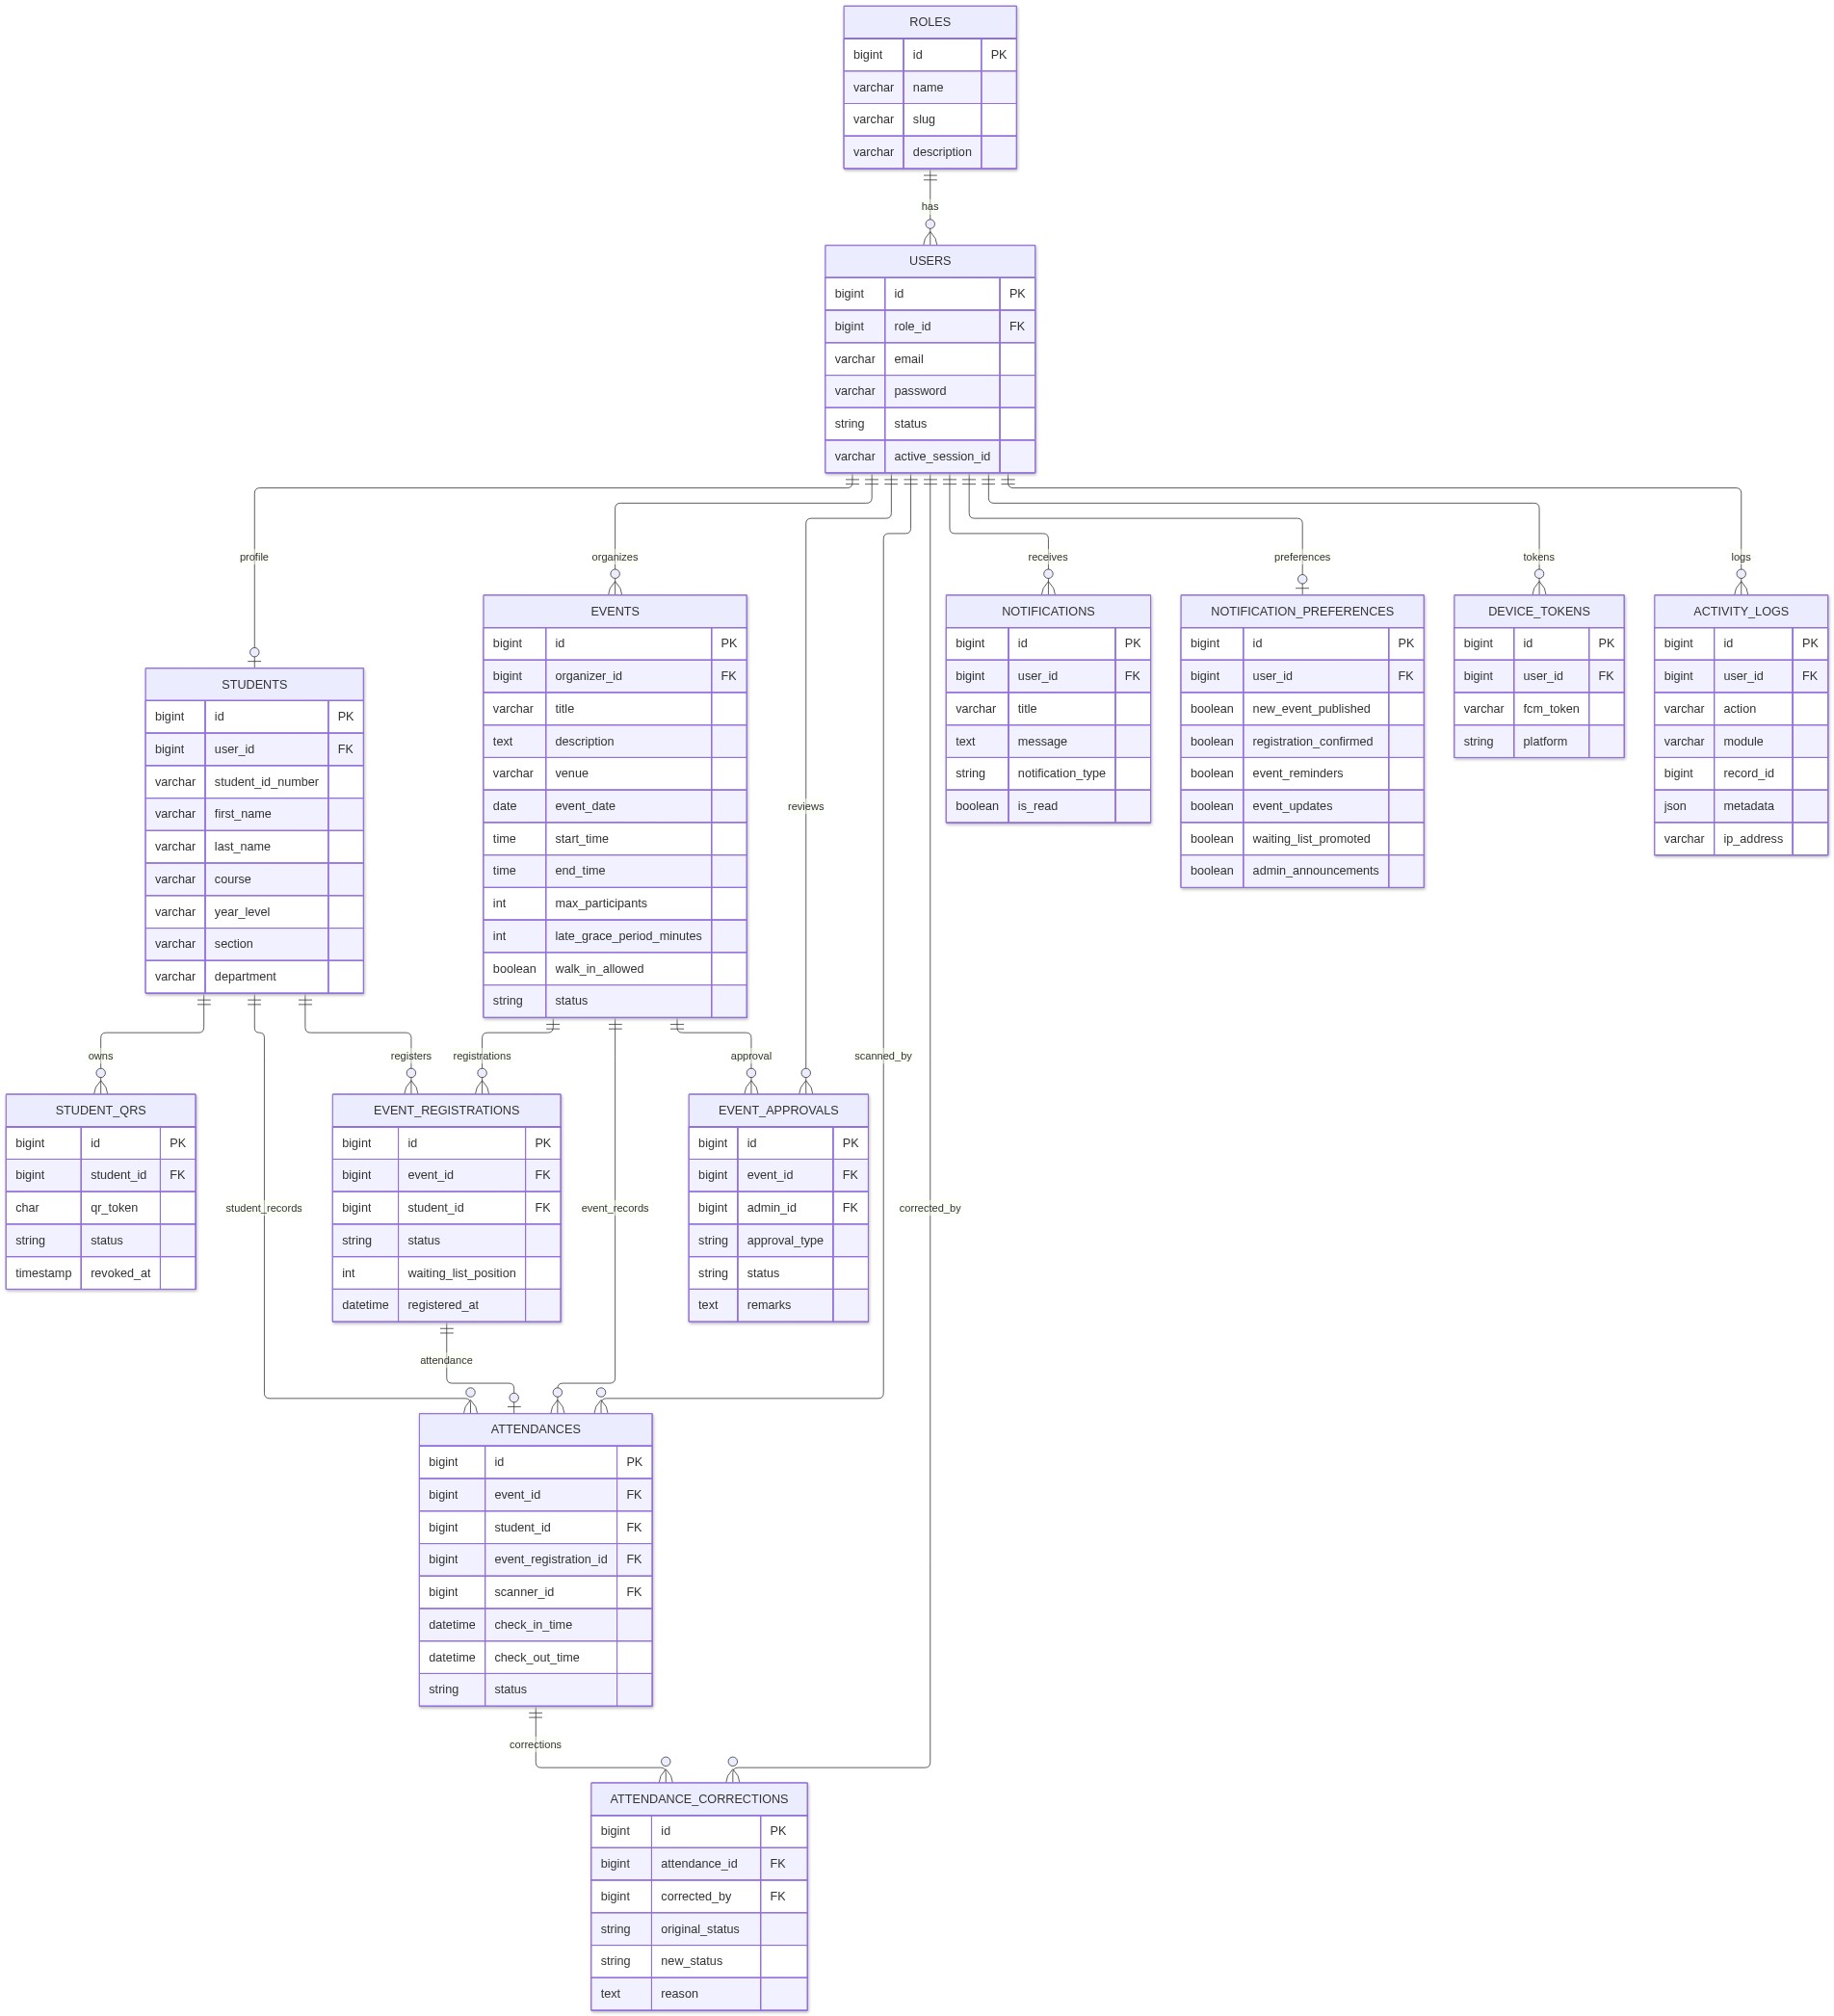 ROLES
bigint id PK
varchar name
varchar slug
varchar description
has
USERS
bigint id PK
bigint role_id FK
varchar email
varchar password
string status
varchar active_session_id
profile
organizes
receives
preferences
tokens
logs
EVENTS
bigint id PK
bigint organizer_id FK
varchar title
text description
varchar venue
date event_date
time start_time
time end_time
int max_participants
int late_grace_period_minutes
boolean walk_in_allowed
string status
NOTIFICATIONS
bigint id PK
bigint user_id FK
varchar title
text message
string notification_type
boolean is_read
NOTIFICATION_PREFERENCES
bigint id PK
bigint user_id FK
boolean new_event_published
boolean registration_confirmed
boolean event_reminders
boolean event_updates
boolean waiting_list_promoted
boolean admin_announcements
DEVICE_TOKENS
bigint id PK
bigint user_id FK
varchar fcm_token
string platform
ACTIVITY_LOGS
bigint id PK
bigint user_id FK
varchar action
varchar module
bigint record_id
json metadata
varchar ip_address
STUDENTS
bigint id PK
bigint user_id FK
varchar student_id_number
varchar first_name
varchar last_name
varchar course
varchar year_level
varchar section
varchar department
reviews
owns
registers
registrations
approval
scanned_by
STUDENT_QRS
bigint id PK
bigint student_id FK
char qr_token
string status
timestamp revoked_at
student_records
EVENT_REGISTRATIONS
bigint id PK
bigint event_id FK
bigint student_id FK
string status
int waiting_list_position
datetime registered_at
event_records
EVENT_APPROVALS
bigint id PK
bigint event_id FK
bigint admin_id FK
string approval_type
string status
text remarks
corrected_by
attendance
ATTENDANCES
bigint id PK
bigint event_id FK
bigint student_id FK
bigint event_registration_id FK
bigint scanner_id FK
datetime check_in_time
datetime check_out_time
string status
corrections
ATTENDANCE_CORRECTIONS
bigint id PK
bigint attendance_id FK
bigint corrected_by FK
string original_status
string new_status
text reason